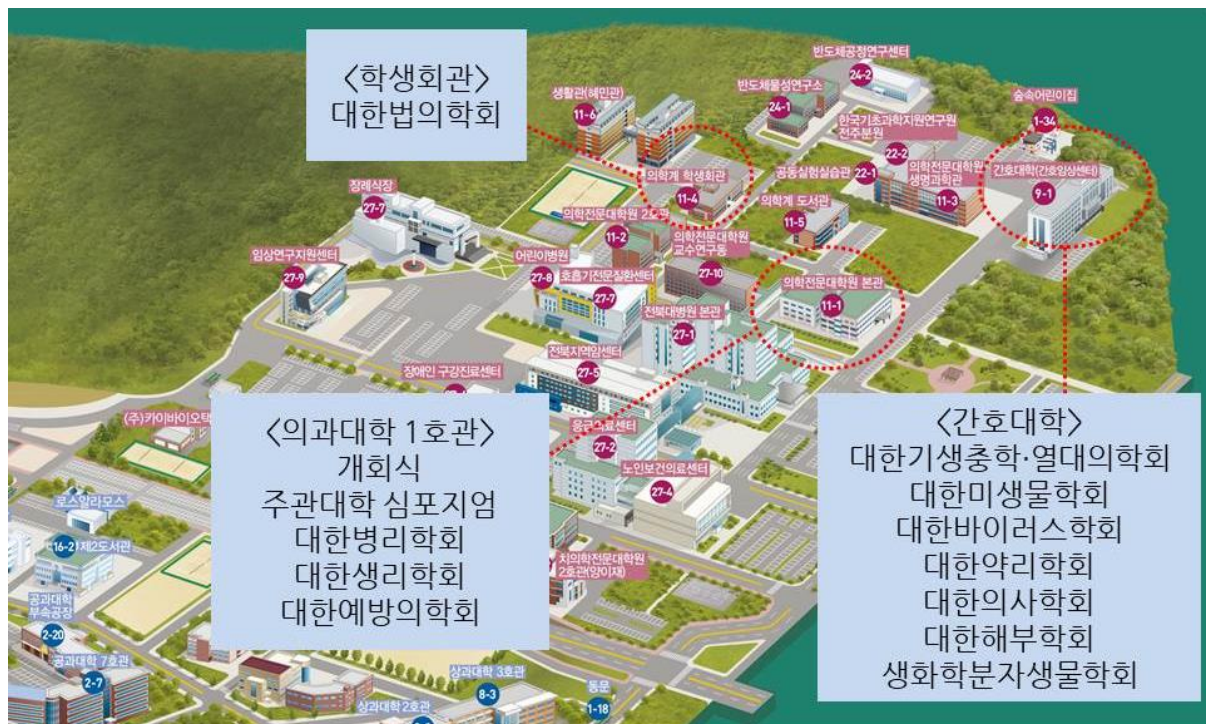 <학생회관>
대한법의학회
반도체공정연구센터
24-2
생활관(혜민관)
11-6
반도체물성연구소
24-1
숲속어린이집
1-34
한국기초과학지원연구원
전주분원
22-2
의학계 학생회관
11-4
공동실험실습관
22-1
의학전문대학원
생명과학관
11-3
간호대학(간호임상센터)
9-1
장례식장
27-7
의학전문대학원 2호관
11-2
의학계 도서관
11-5
의학전문대학원
교수연구동
27-10
임상연구지원센터
27-9
어린이병원
27-8
호흡기전문질환센터
27-7
의학전문대학원 본관
11-1
전북대병원 본관
27-1
전북지역암센터
27-5
장애인 구강진료센터
(주)카이바이오텍
<의과대학 1호관>
개회식
주관대학 심포지엄
대한병리학회
대한생리학회
대한예방의학회
응급의료센터
27-2
노인보건의료센터
27-4
<간호대학>
대한기생충학·열대의학회
대한미생물학회
대한바이러스학회
대한약리학회
대한의사학회
대한해부학회
생화학분자생물학회
로스알라모스
16-2
제2도서관
치의학전문대학원
2호관(양이재)
공과대학
부속공장
2-20
공과대학 7호관
2-7
상과대학 3호관
8-3
상과대학 2호관
동문
1-18